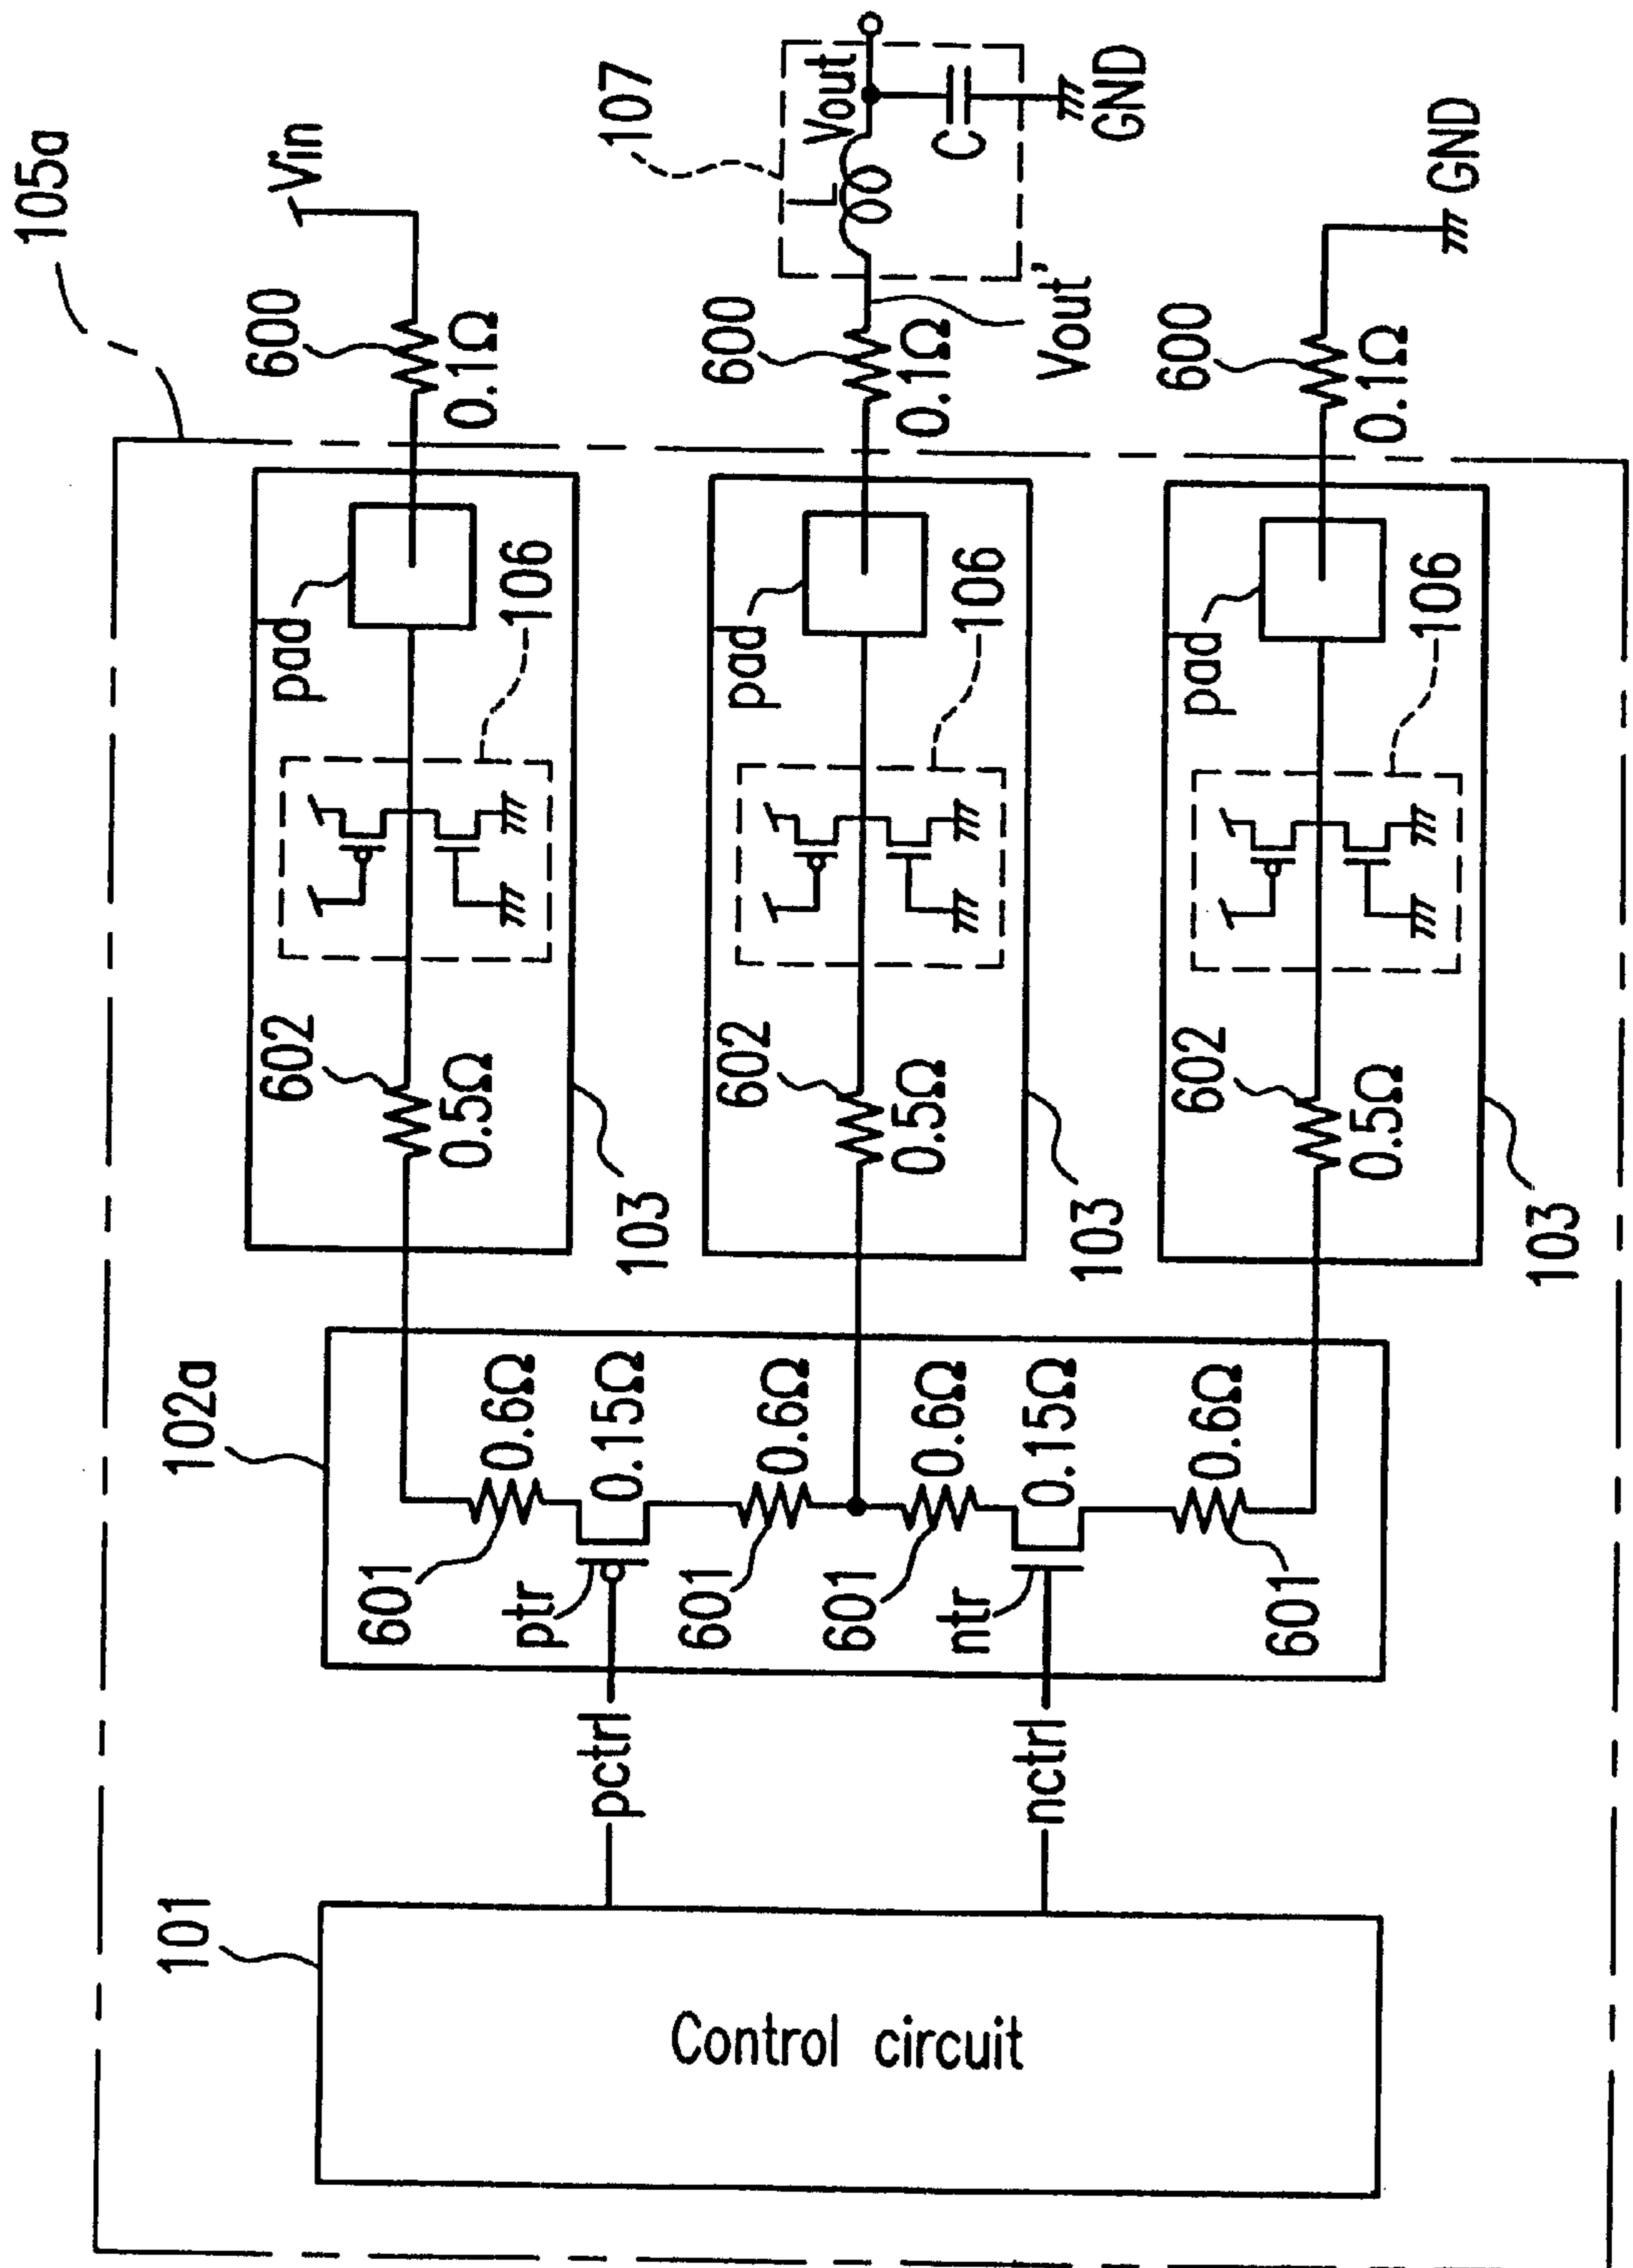 105a
Vin
600
0.1Ω
pad
106
602
0.5Ω
103
107
Vout
L
C
GND
600
0.1Ω
Vout'
pad
106
602
0.5Ω
103
GND
600
0.1Ω
pad
106
602
0.5Ω
103
102a
0.6Ω
601
0.15Ω
ptr
0.6Ω
601
0.6Ω
601
0.15Ω
ntr
0.6Ω
601
pctrl
nctrl
101
Control circuit